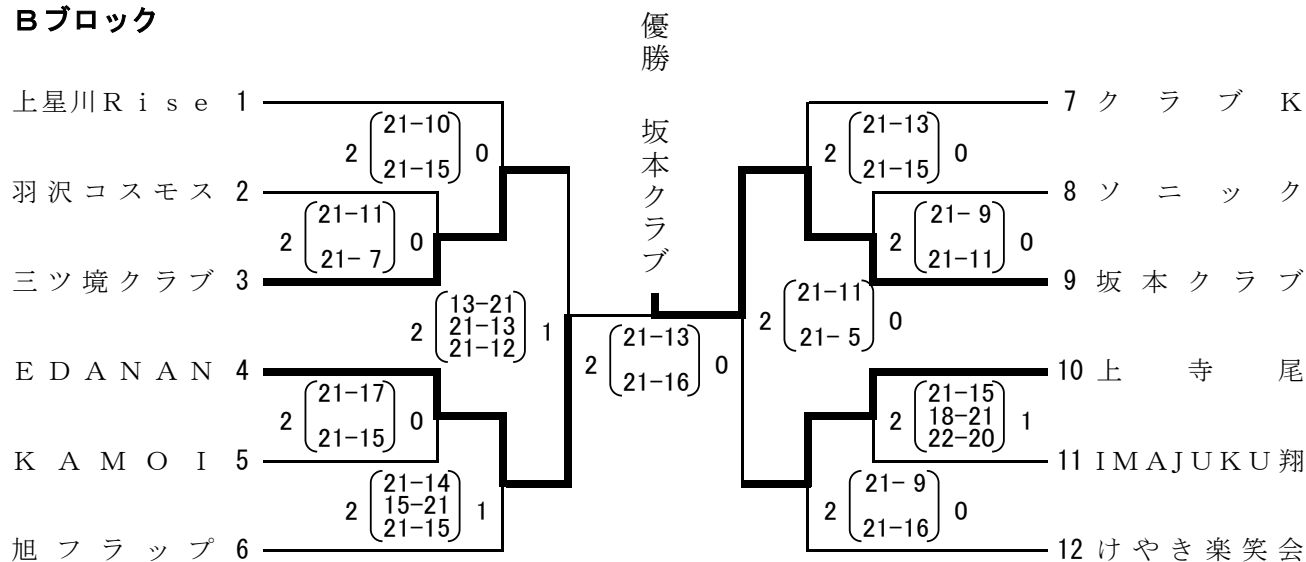 Bブロック
優勝 坂本クラブ
上星川Rise 1
21-10
2 0
21-15
羽沢コスモス 2
21-11
2 0
21- 7
三ツ境クラブ 3
13-21
2 21-13 1
21-12
EDANAN 4
21-17
2 0
21-15
KAMOI 5
21-14
2 15-21 1
21-15
旭フラップ 6
21-13
2 0
21-16
7 クラブK
21-13
2 0
21-15
8 ソニック
21- 9
2 0
21-11
9 坂本クラブ
21-11
2 0
21- 5
10 上寺尾
21-15
2 18-21 1
22-20
11 IMAJUKU翔
21- 9
2 0
21-16
12 けやき楽笑会